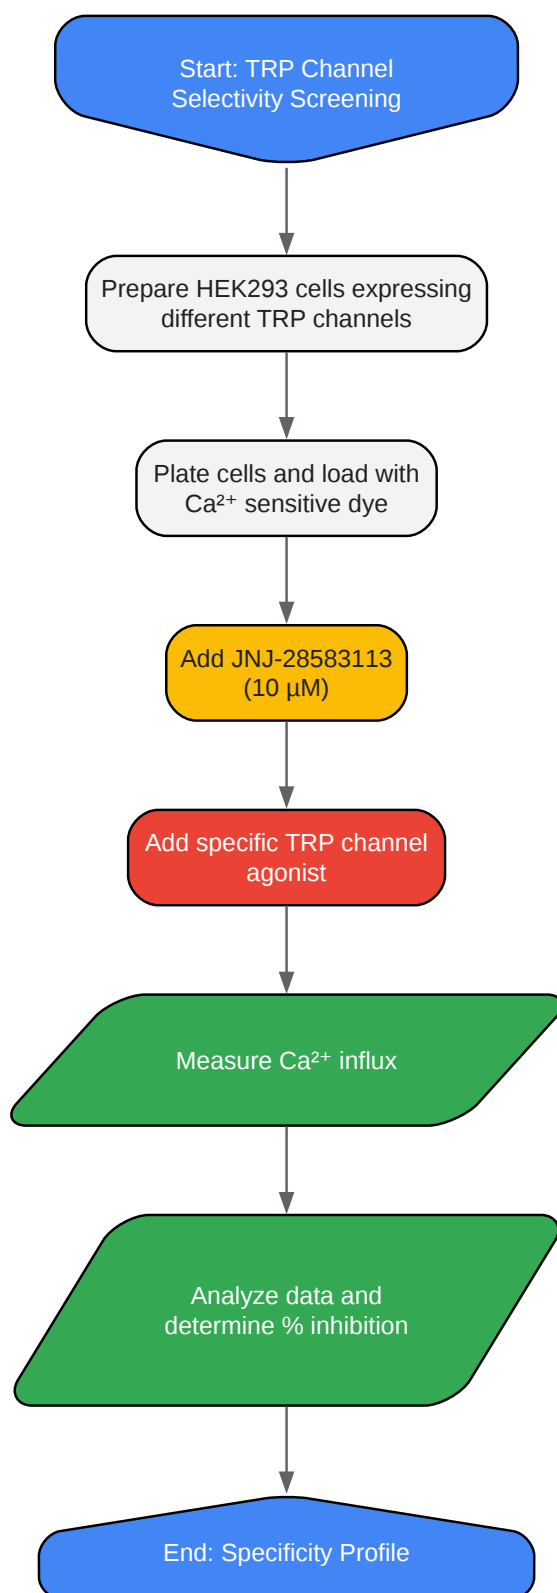 Start: TRP Channel
Selectivity Screening
Prepare HEK293 cells expressing
different TRP channels
Plate cells and load with
Ca²⁺ sensitive dye
Add JNJ-28583113
(10 µM)
Add specific TRP channel
agonist
Measure Ca²⁺ influx
Analyze data and
determine % inhibition
End: Specificity Profile